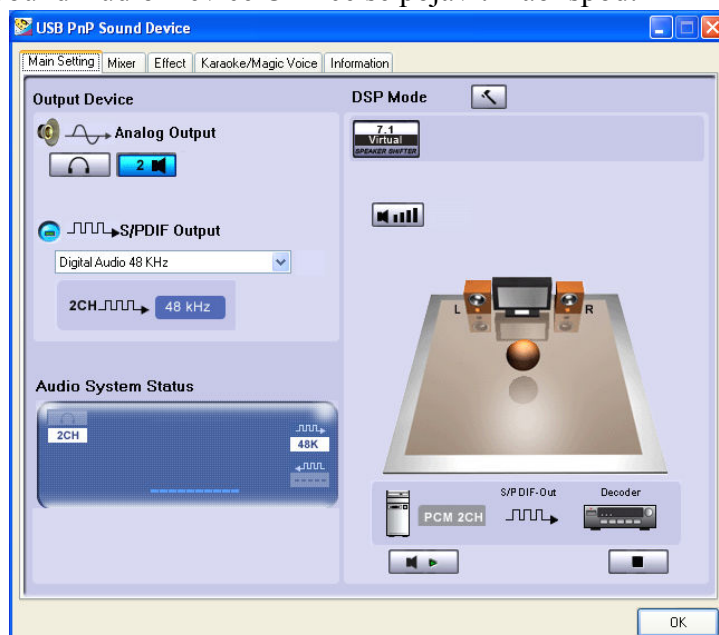 USB PnP Sound Device
Main Setting Mixer Effect Karaoke/Magic Voice Information
Output Device
Analog Output
2
S/PDIF Output
Digital Audio 48 KHz
2CH 48 kHz
Audio System Status
2CH
48K
DSP Mode
7.1
Virtual
SPEAKER SHIFTER
L R
S/PDIF-Out Decoder
PCM 2CH
OK